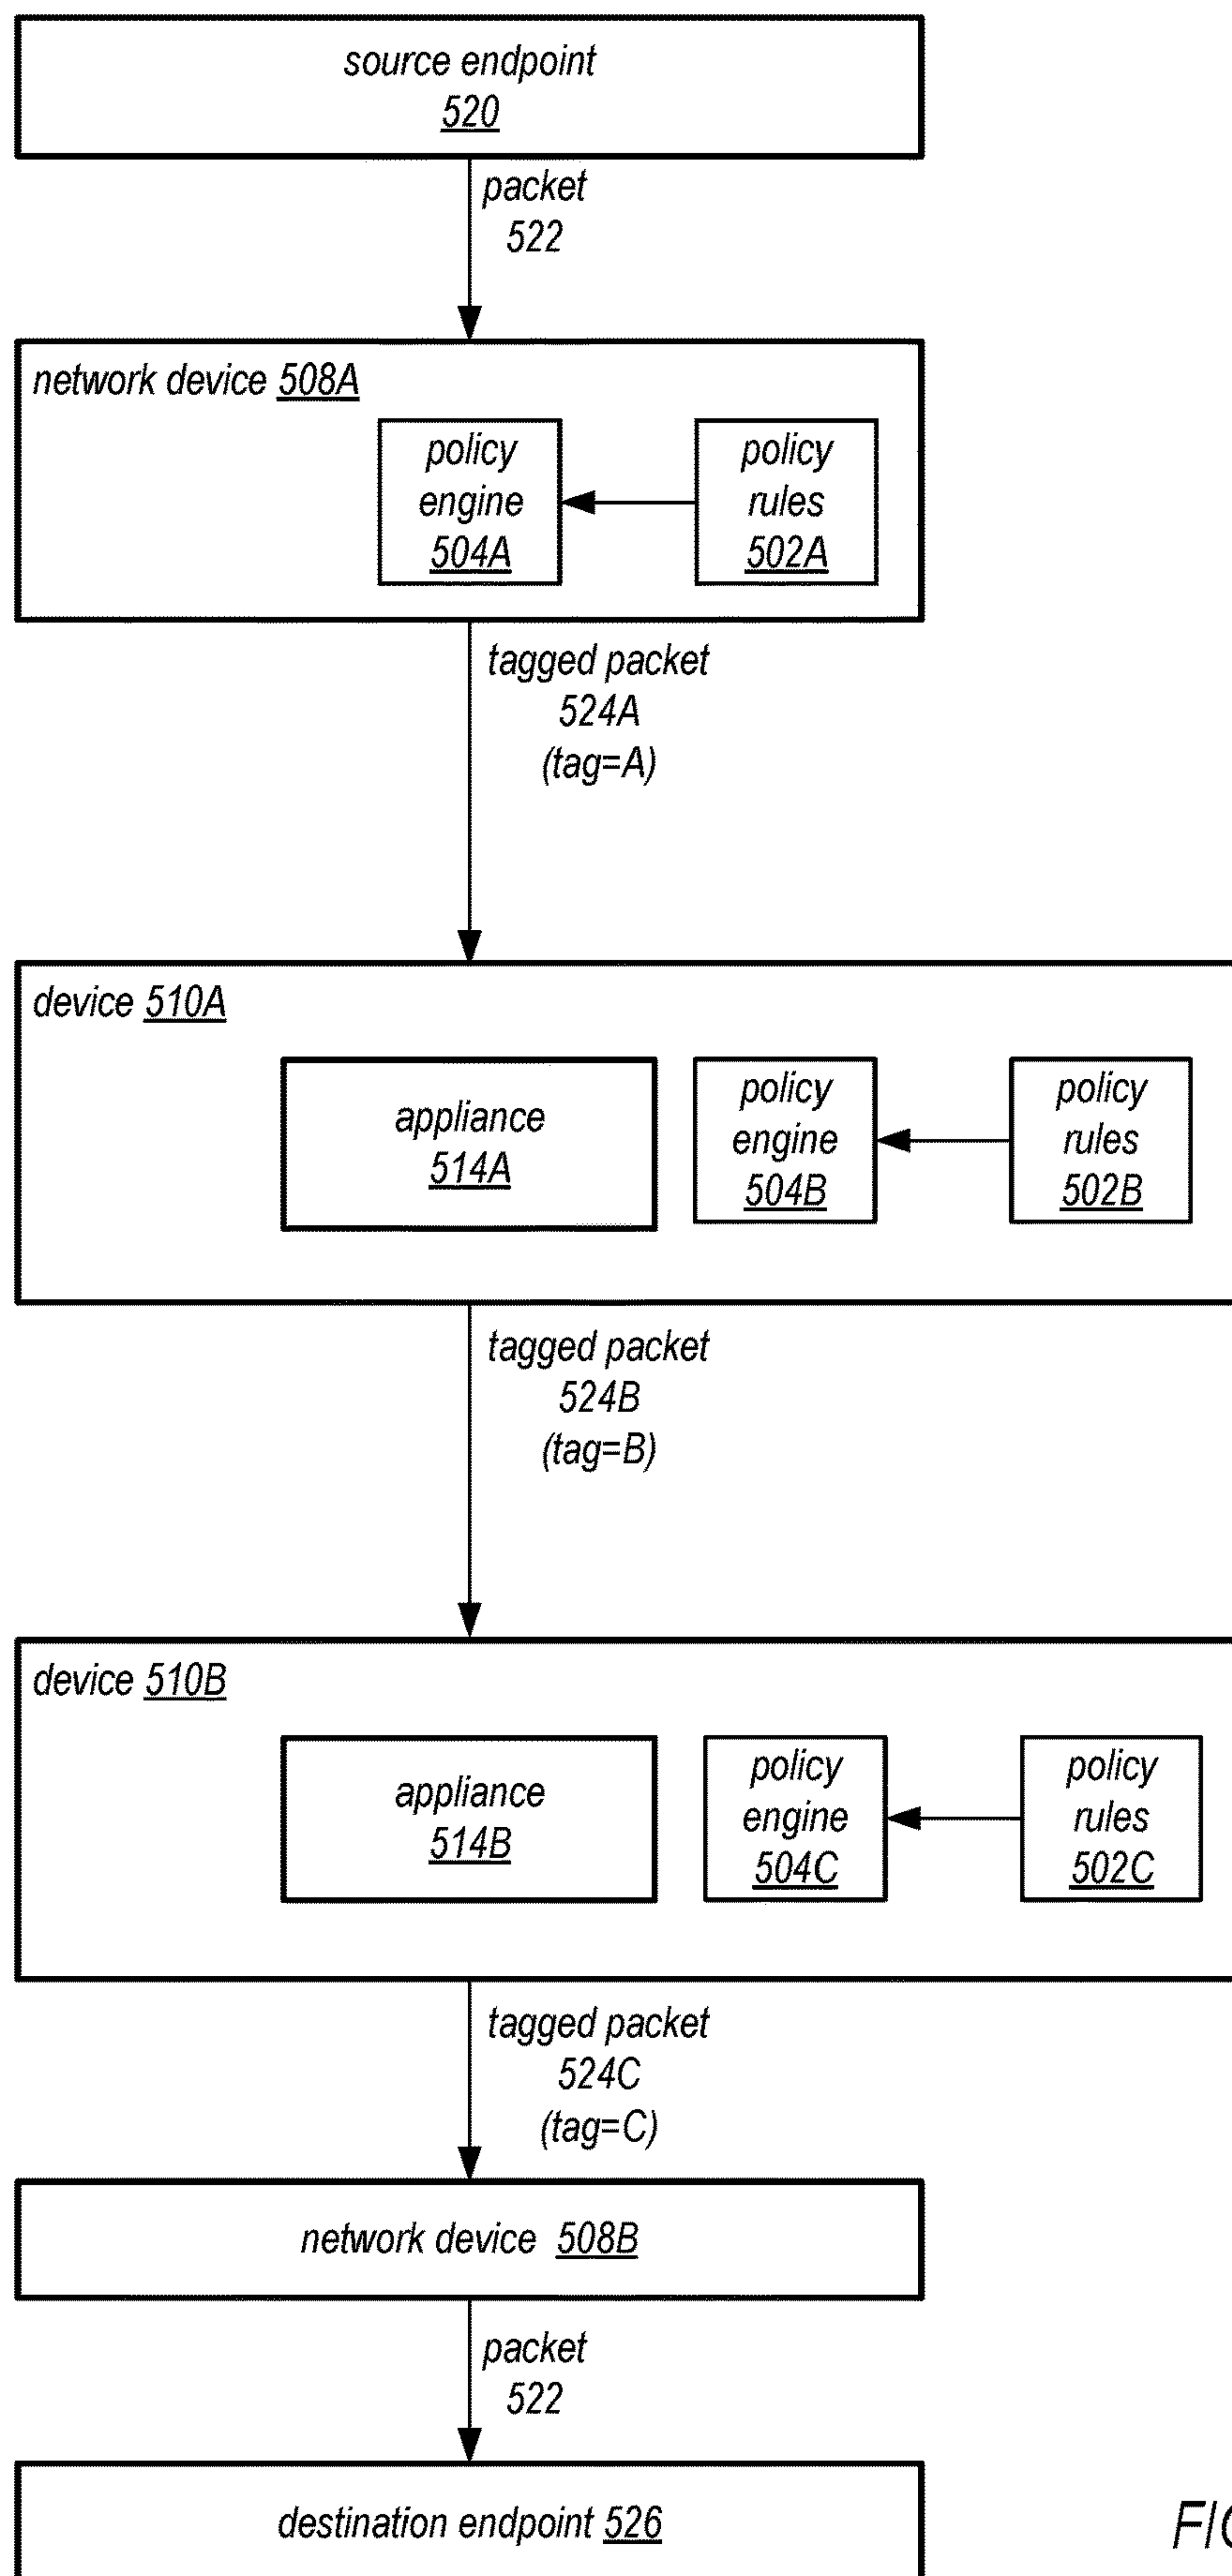 source endpoint
520
packet
522
network device 508A
policy
engine
504A
policy
rules
502A
tagged packet
524A
(tag=A)
device 510A
appliance
514A
policy
engine
504B
policy
rules
502B
tagged packet
524B
(tag=B)
device 510B
appliance
514B
policy
engine
504C
policy
rules
502C
tagged packet
524C
(tag=C)
network device 508B
packet
522
destination endpoint 526